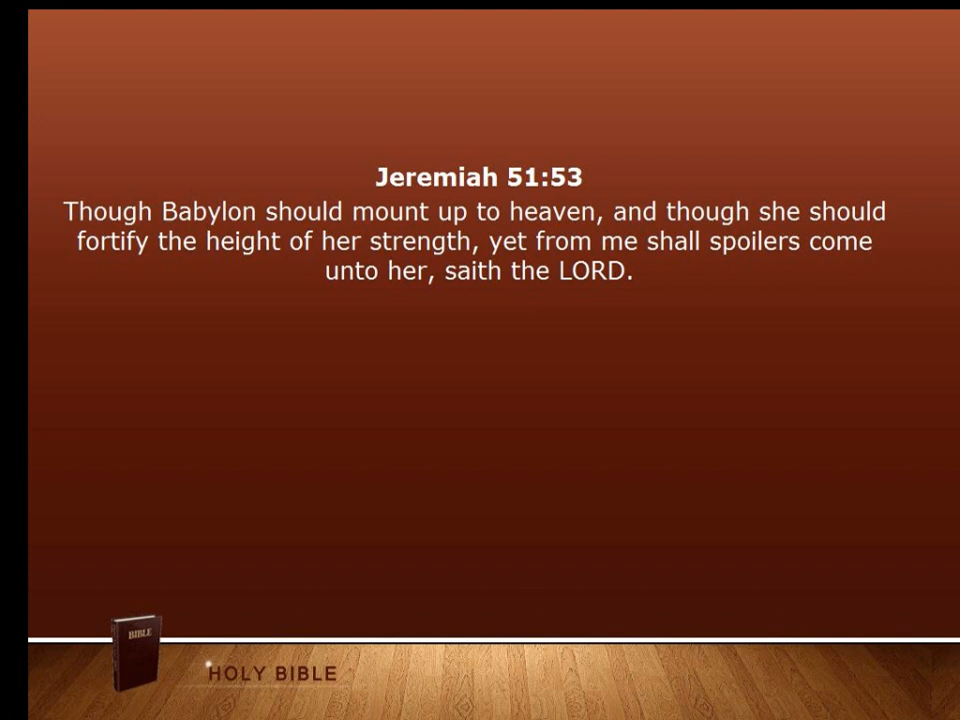 Jeremiah 51:53
Though Babylon should mount up to heaven, and though she should
fortify the height of her strength, yet from me shall spoilers come
unto her, saith the LORD.
BIBLE
HOLY BIBLE